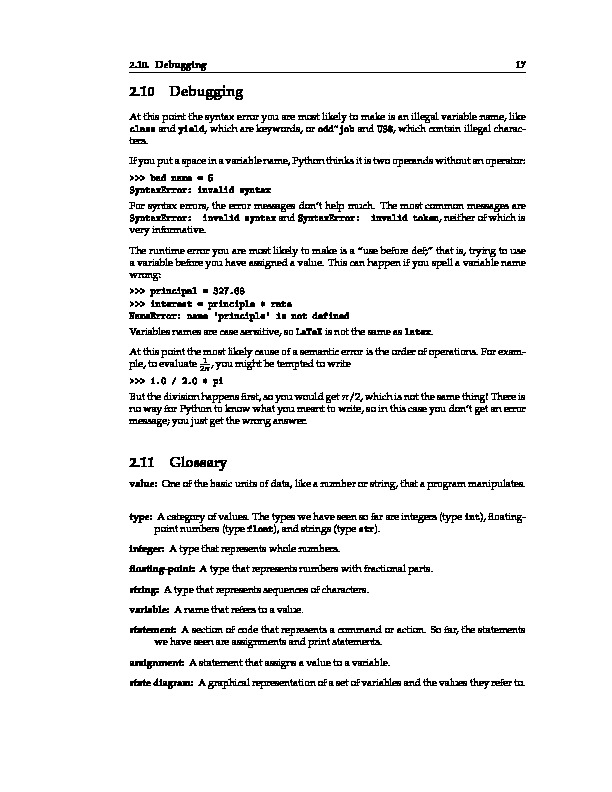 2.10. Debugging 17
2.10 Debugging
At this point the syntax error you are most likely to make is an illegal variable name, like
class and yield, which are keywords, or odd~job and US$, which contain illegal charac-
ters.
If you put a space in a variable name, Python thinks it is two operands without an operator:
>>> bad name = 5
SyntaxError: invalid syntax
For syntax errors, the error messages don't help much. The most common messages are
SyntaxError: invalid syntax and SyntaxError: invalid token, neither of which is
very informative.
The runtime error you are most likely to make is a "use before def;" that is, trying to use
a variable before you have assigned a value. This can happen if you spell a variable name
wrong:
>>> principal = 327.68
>>> interest = principle * rate
NameError: name 'principle' is not defined
Variables names are case sensitive, so LaTeX is not the same as latex.
At this point the most likely cause of a semantic error is the order of operations. For exam-
ple, to evaluate 1/2π, you might be tempted to write
>>> 1.0 / 2.0 * pi
But the division happens first, so you would get π/2, which is not the same thing! There is
no way for Python to know what you meant to write, so in this case you don't get an error
message; you just get the wrong answer.
2.11 Glossary
value: One of the basic units of data, like a number or string, that a program manipulates.
type: A category of values. The types we have seen so far are integers (type int), floating-
point numbers (type float), and strings (type str).
integer: A type that represents whole numbers.
floating-point: A type that represents numbers with fractional parts.
string: A type that represents sequences of characters.
variable: A name that refers to a value.
statement: A section of code that represents a command or action. So far, the statements
we have seen are assignments and print statements.
assignment: A statement that assigns a value to a variable.
state diagram: A graphical representation of a set of variables and the values they refer to.